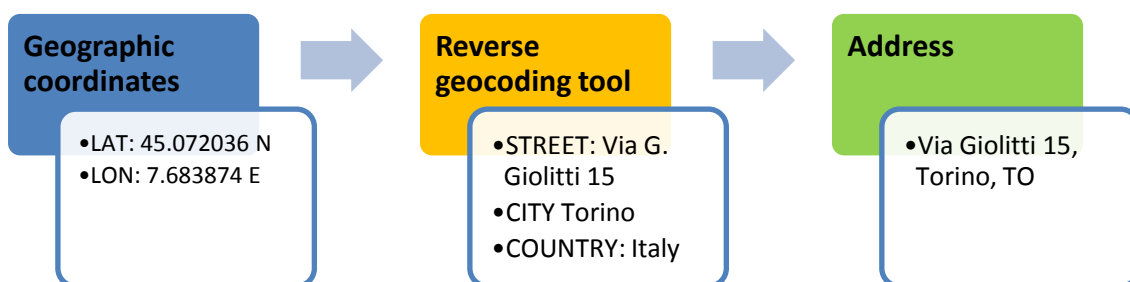 Geographic
coordinates
•LAT: 45.072036 N
•LON: 7.683874 E
Reverse
geocoding tool
•STREET: Via G.
Giolitti 15
•CITY Torino
•COUNTRY: Italy
Address
•Via Giolitti 15,
Torino, TO